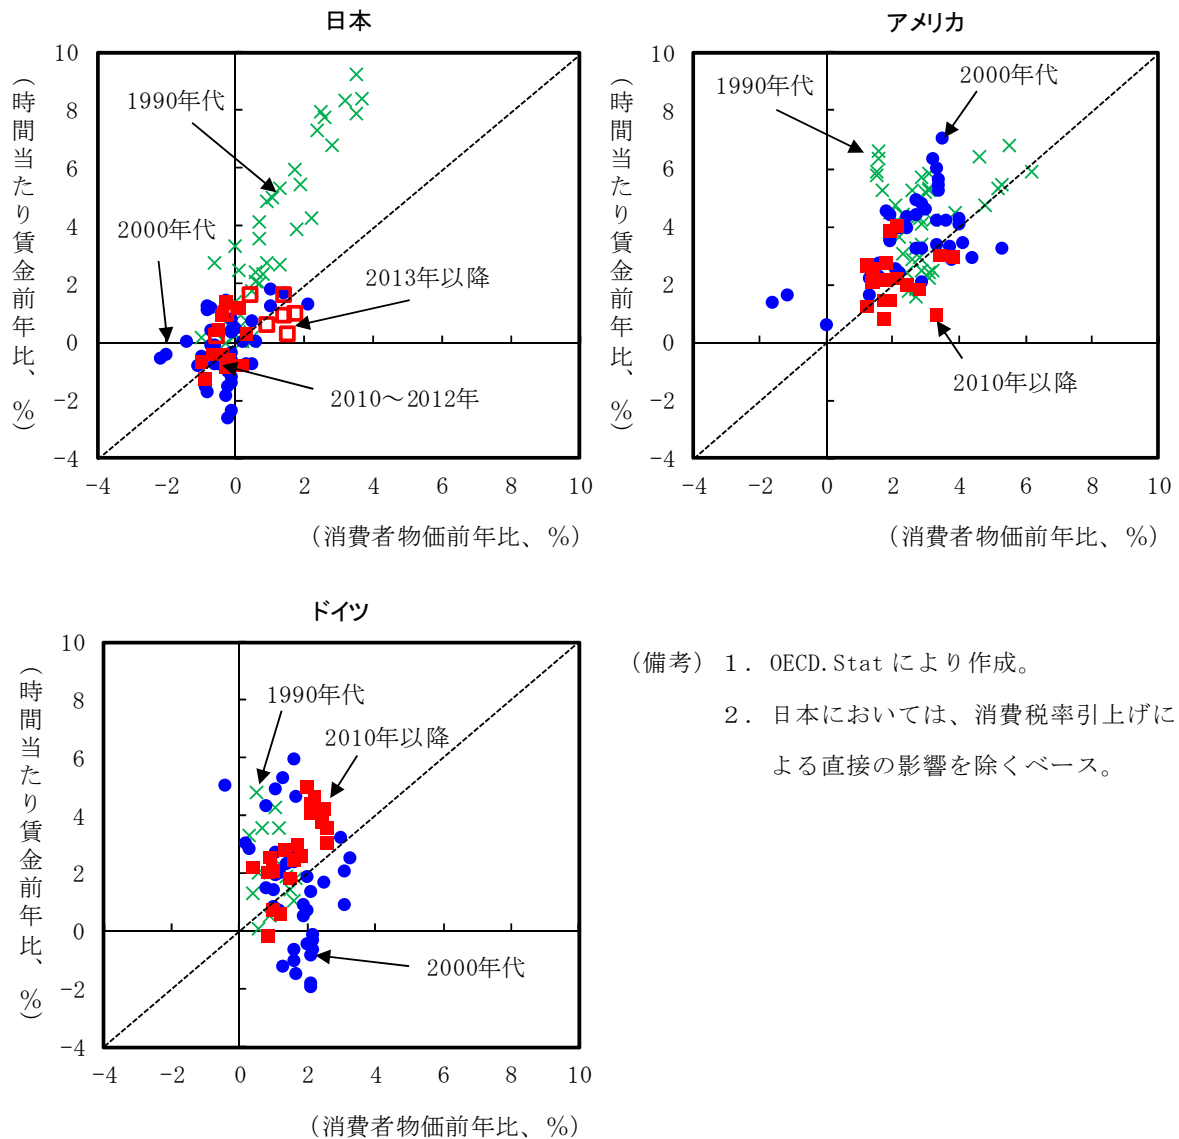 日本
10
8
6
4
2
0
−2
−4
−4 −2 0 2 4 6 8 10
（時間当たり賃金前年比、％）
（消費者物価前年比、％）
1990年代
2000年代
2013年以降
2010～2012年
アメリカ
10
8
6
4
2
0
−2
−4
−4 −2 0 2 4 6 8 10
（時間当たり賃金前年比、％）
（消費者物価前年比、％）
2000年代
1990年代
2010年以降
ドイツ
10
8
6
4
2
0
−2
−4
−4 −2 0 2 4 6 8 10
（時間当たり賃金前年比、％）
（消費者物価前年比、％）
1990年代
2010年以降
2000年代
（備考）１．OECD.Stat により作成。
２．日本においては、消費税率引上げに
よる直接の影響を除くベース。